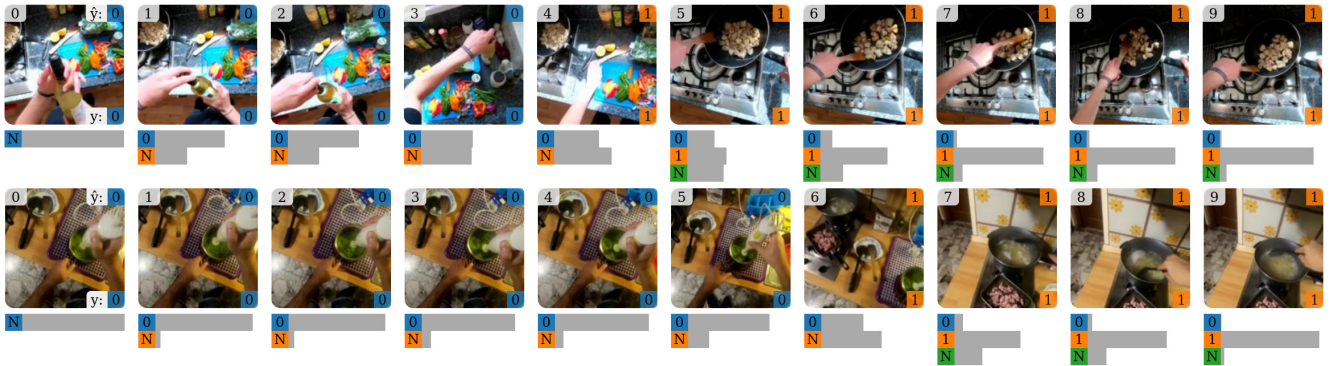 0 ŷ: 0 1 0 2 0 3 0 4 1 5 1 6 1 7 1 8 1 9 1
y: 0 0 0 0 1 1 1 1 1 1
N 0 0 0 0 0 0 0 0 0
N N N N 1 1 1 1 1
N N N N N
0 ŷ: 0 1 0 2 0 3 0 4 0 5 0 6 1 7 1 8 1 9 1
y: 0 0 0 0 0 0 1 1 1 1
N 0 0 0 0 0 0 0 0 0
N N N N N N 1 1 1
N N N